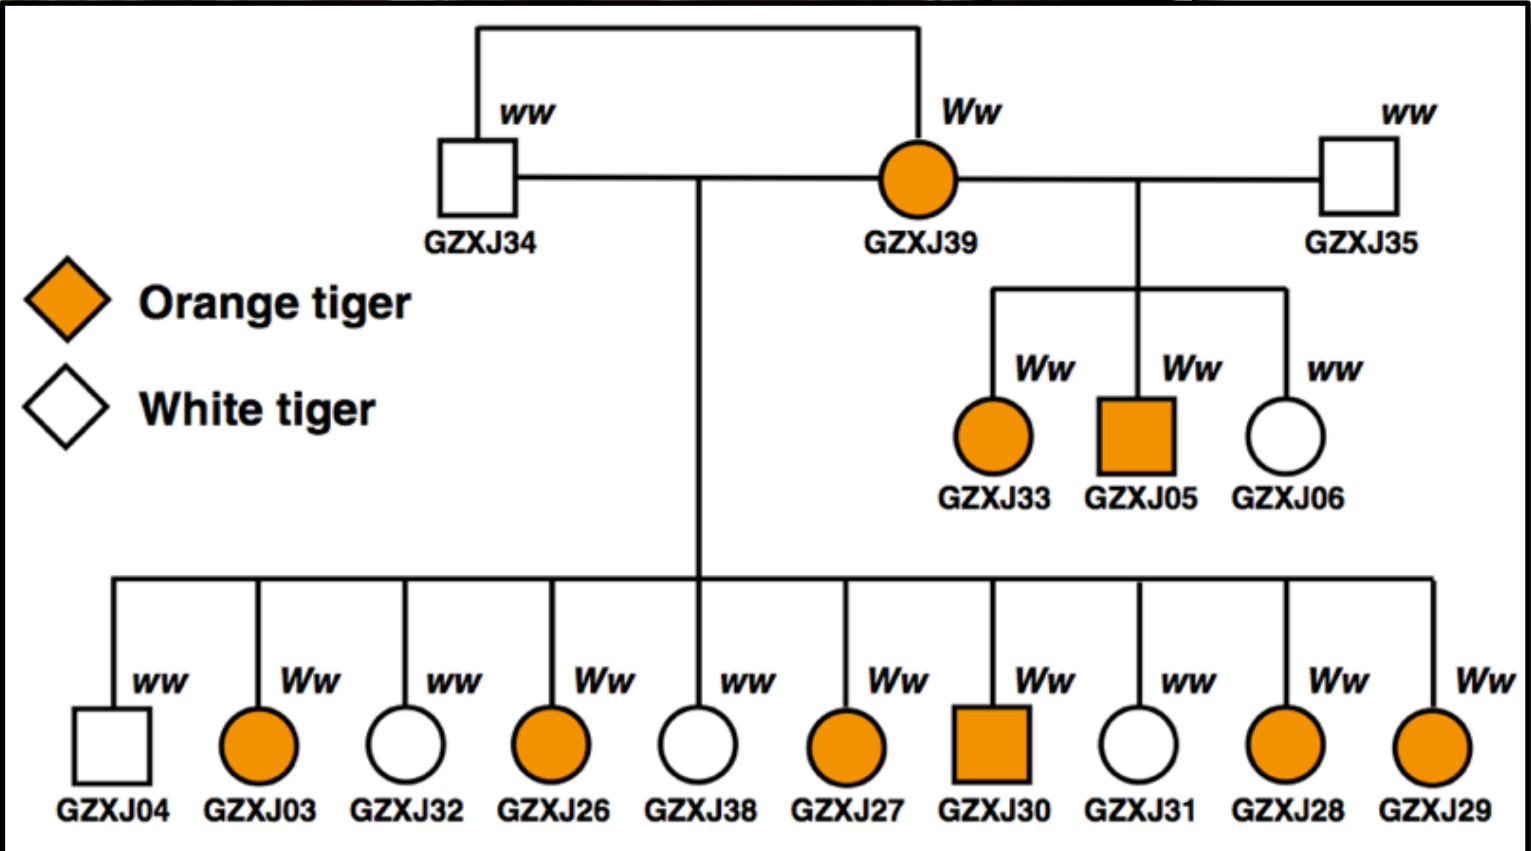 ww Ww ww
GZXJ34 GZXJ39 GZXJ35
Orange tiger
White tiger
Ww Ww ww
GZXJ33 GZXJ05 GZXJ06
ww Ww ww Ww ww Ww Ww ww Ww Ww
GZXJ04 GZXJ03 GZXJ32 GZXJ26 GZXJ38 GZXJ27 GZXJ30 GZXJ31 GZXJ28 GZXJ29